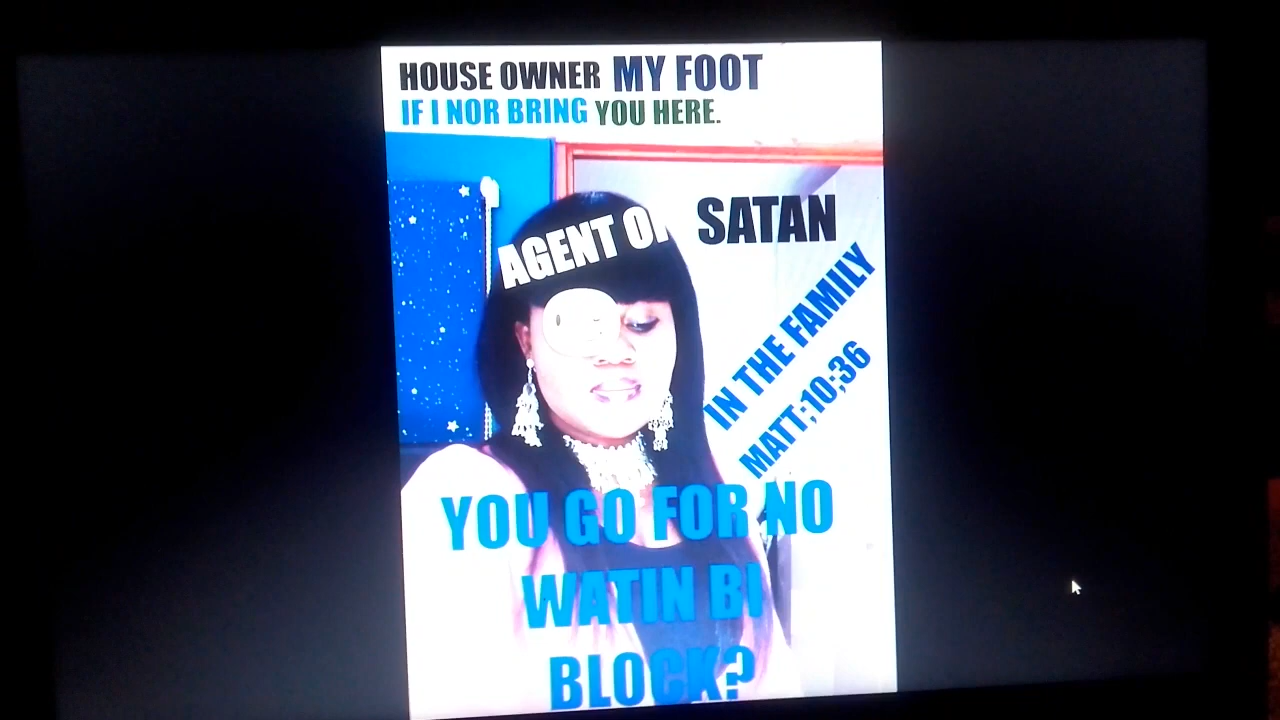 HOUSE OWNER MY FOOT
IF I NOR BRING YOU HERE.
AGENT OF SATAN
IN THE FAMILY
MATT;10;36
YOU GO FOR NO
WATIN BI
BLOCK?